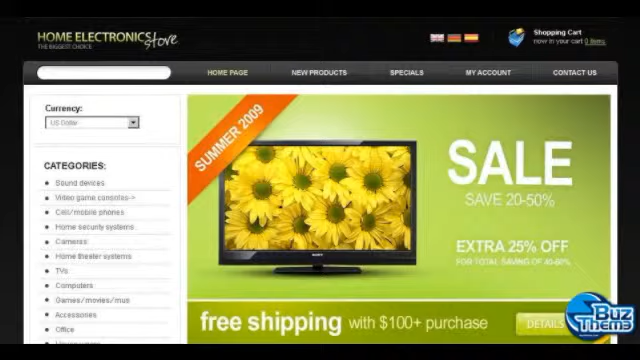 HOME ELECTRONICS store
THE BIGGEST CHOICE
Shopping Cart
now in your cart 0 items
HOME PAGE
NEW PRODUCTS
SPECIALS
MY ACCOUNT
CONTACT US
Currency:
US Dollar
CATEGORIES:
Sound devices
Video game consoles->
Cell/mobile phones
Home security systems
Cameras
Home theater systems
TVs
Computers
Games/movies/mus
Accessories
Office
SUMMER 2009
SONY
SALE
SAVE 20-50%
EXTRA 25% OFF
FOR TOTAL SAVING OF 40-60%
free shipping with $100+ purchase
DETAILS
Buz
Them3